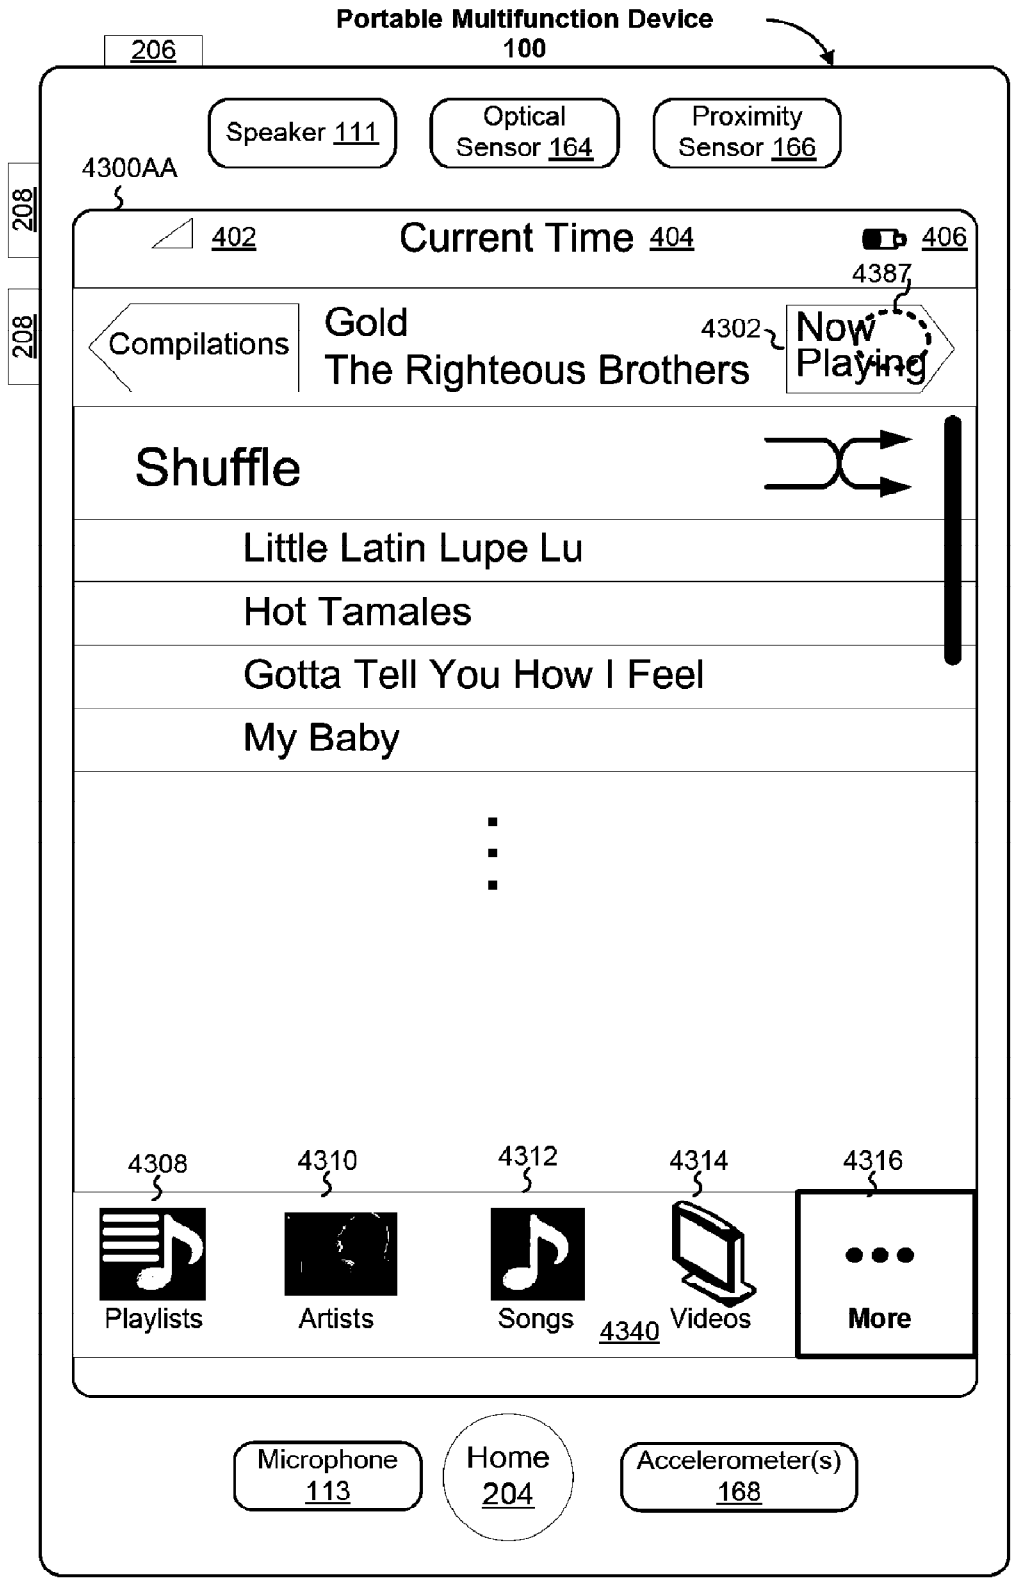 Portable Multifunction Device
100
206
Speaker 111
Optical
Sensor 164
Proximity
Sensor 166
4300AA
208
208
402
Current Time 404
406
4387
Compilations
Gold
The Righteous Brothers
4302
Now
Playing
Shuffle
Little Latin Lupe Lu
Hot Tamales
Gotta Tell You How I Feel
My Baby
4308
4310
4312
4314
4316
Playlists
Artists
Songs
4340
Videos
More
Microphone
113
Home
204
Accelerometer(s)
168